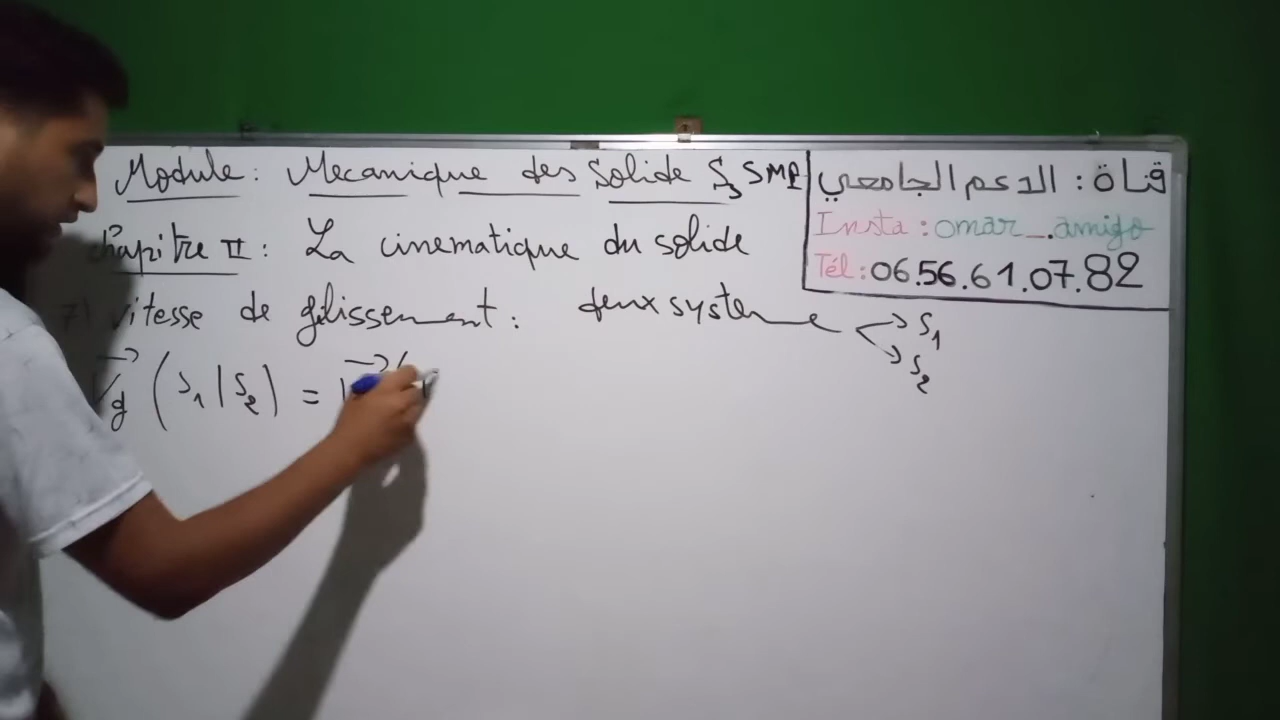 Module : Mecanique des Solide S3 SMP
chapitre II : La cinematique du solide
7) vitesse de glissement : deux système → S1
→ S2
Vg (S1 | S2) = V(
قناة : الدعم الجامعي
Insta : omar_.amigo
Tél : 06.56.61.07.82